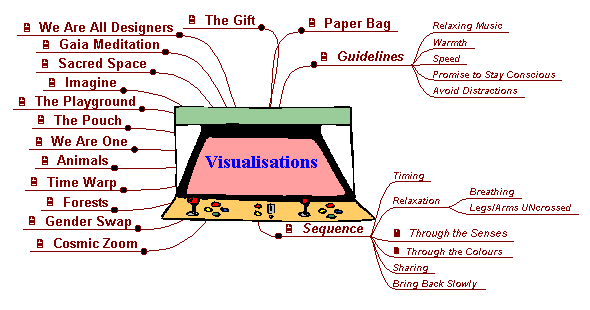 We Are All Designers
Gaia Meditation
Sacred Space
Imagine
The Playground
The Pouch
We Are One
Animals
Time Warp
Forests
Gender Swap
Cosmic Zoom
The Gift
Paper Bag
Guidelines
Relaxing Music
Warmth
Speed
Promise to Stay Conscious
Avoid Distractions
Visualisations
Sequence
Timing
Relaxation
Breathing
Legs/Arms UNcrossed
Through the Senses
Through the Colours
Sharing
Bring Back Slowly